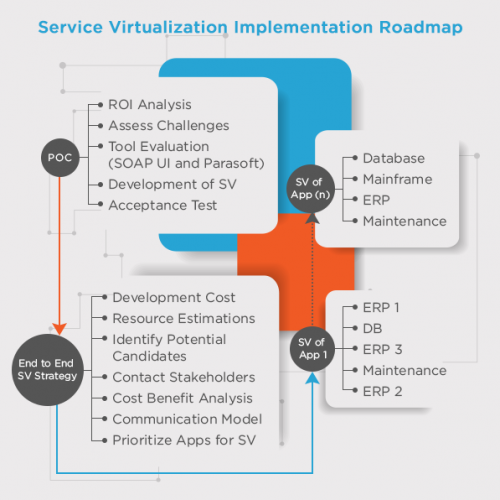 Service Virtualization Implementation Roadmap
POC
ROI Analysis
Assess Challenges
Tool Evaluation
(SOAP UI and Parasoft)
Development of SV
Acceptance Test
End to End
SV Strategy
Development Cost
Resource Estimations
Identify Potential
Candidates
Contact Stakeholders
Cost Benefit Analysis
Communication Model
Prioritize Apps for SV
SV of
App 1
ERP 1
DB
ERP 3
Maintenance
ERP 2
SV of
App (n)
Database
Mainframe
ERP
Maintenance